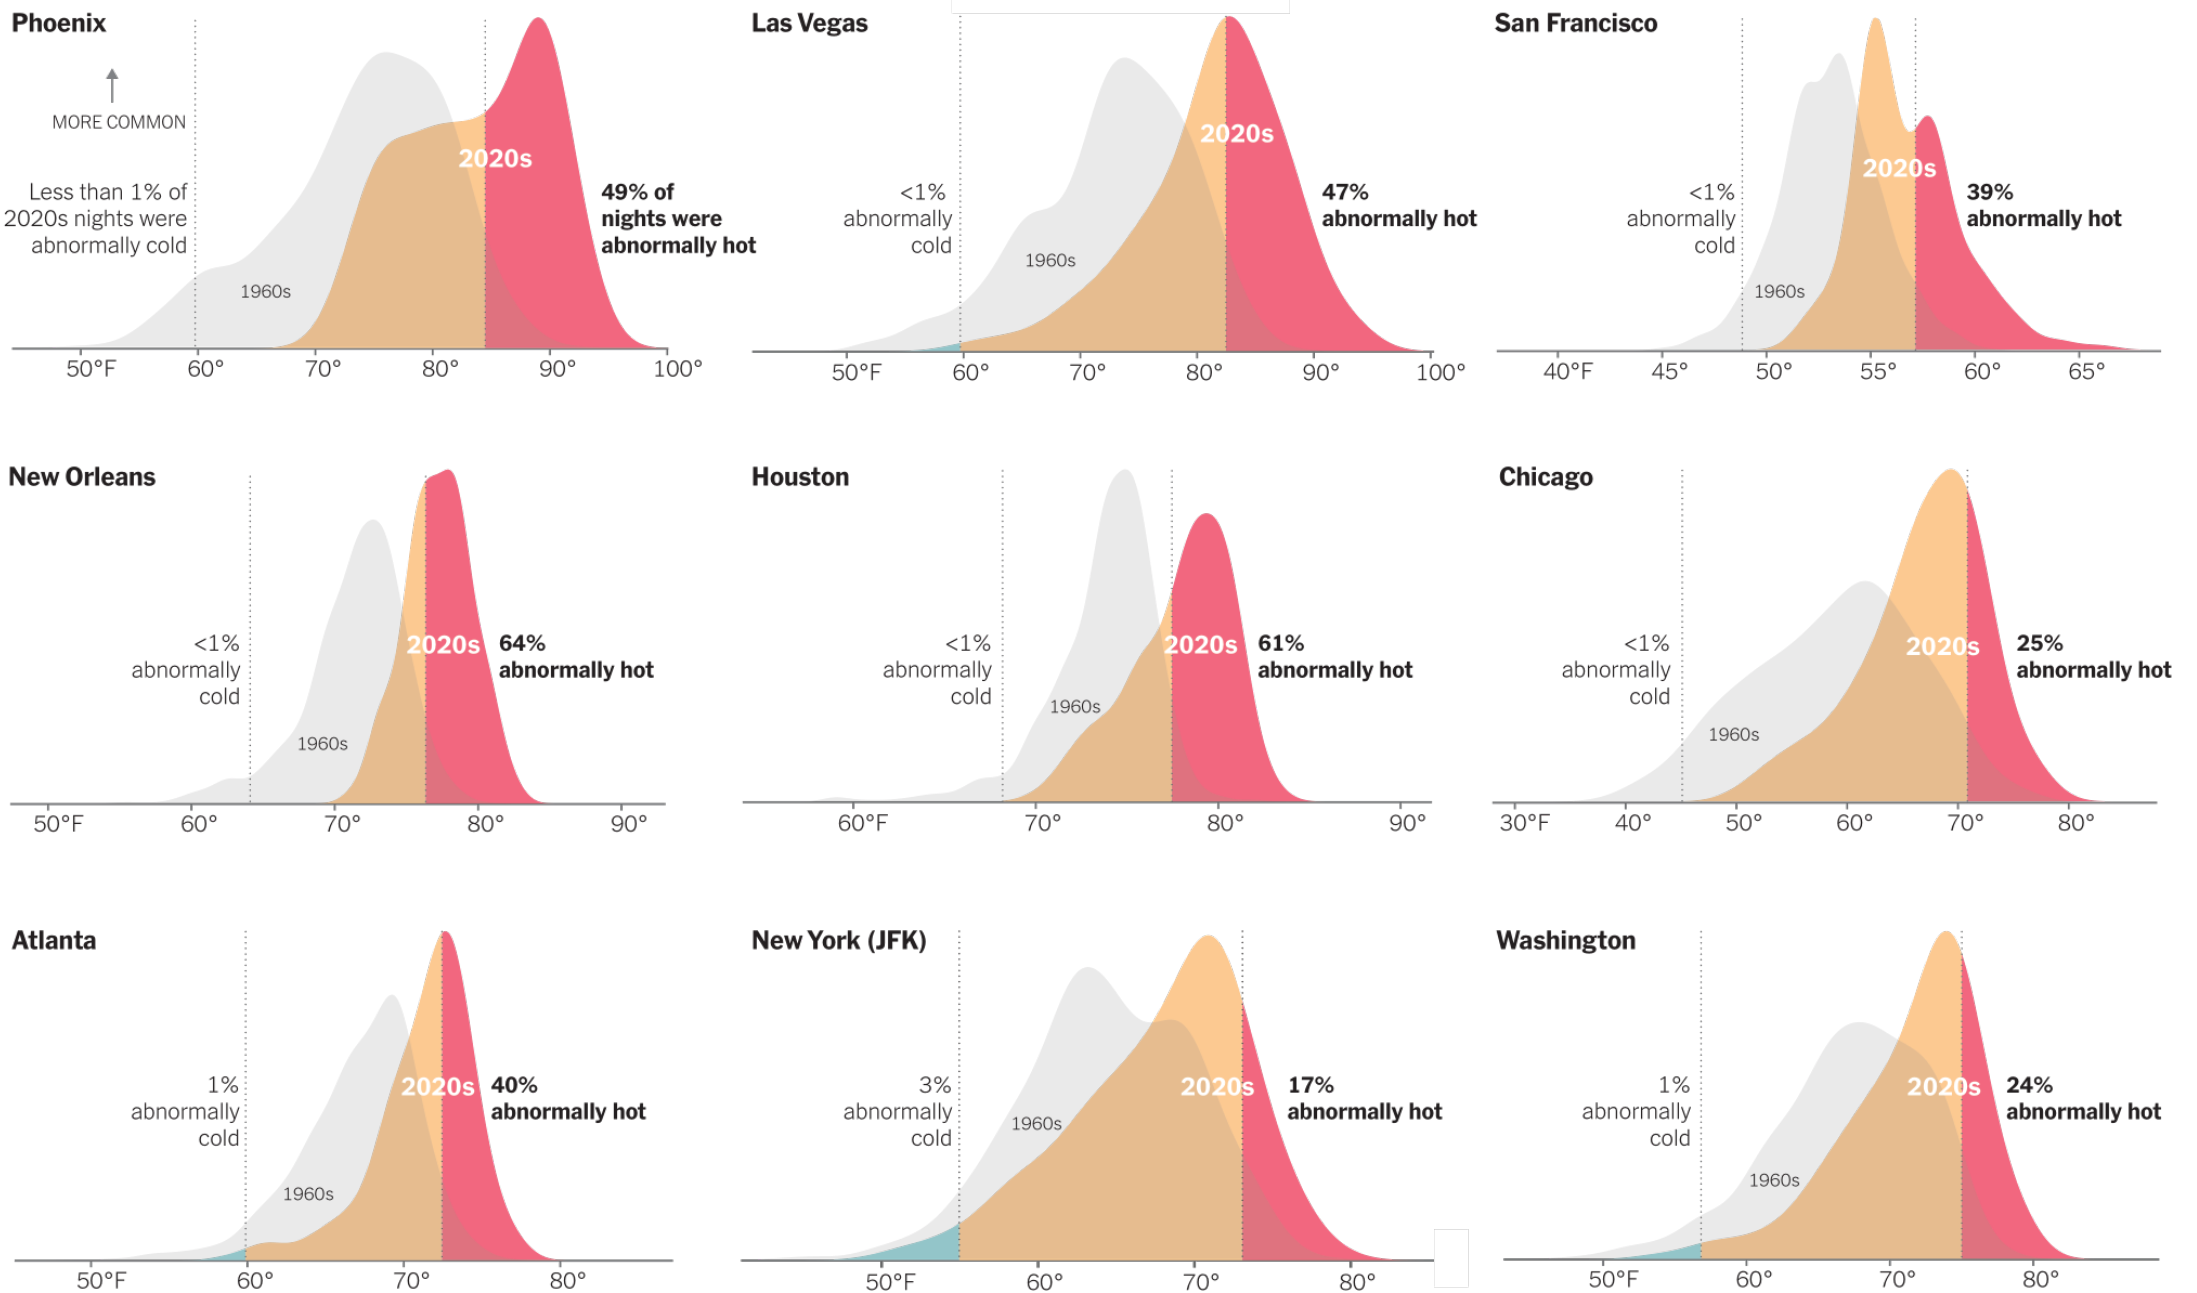 Phoenix
MORE COMMON
Less than 1% of
2020s nights were
abnormally cold
1960s
2020s
49% of
nights were
abnormally hot
50°F 60° 70° 80° 90° 100°
Las Vegas
<1%
abnormally
cold
1960s
2020s
47%
abnormally hot
50°F 60° 70° 80° 90° 100°
San Francisco
<1%
abnormally
cold
1960s
2020s
39%
abnormally hot
40°F 45° 50° 55° 60° 65°
New Orleans
<1%
abnormally
cold
1960s
2020s
64%
abnormally hot
50°F 60° 70° 80° 90°
Houston
<1%
abnormally
cold
1960s
2020s
61%
abnormally hot
60°F 70° 80° 90°
Chicago
<1%
abnormally
cold
1960s
2020s
25%
abnormally hot
30°F 40° 50° 60° 70° 80°
Atlanta
1%
abnormally
cold
1960s
2020s
40%
abnormally hot
50°F 60° 70° 80°
New York (JFK)
3%
abnormally
cold
1960s
2020s
17%
abnormally hot
50°F 60° 70° 80°
Washington
1%
abnormally
cold
1960s
2020s
24%
abnormally hot
50°F 60° 70° 80°